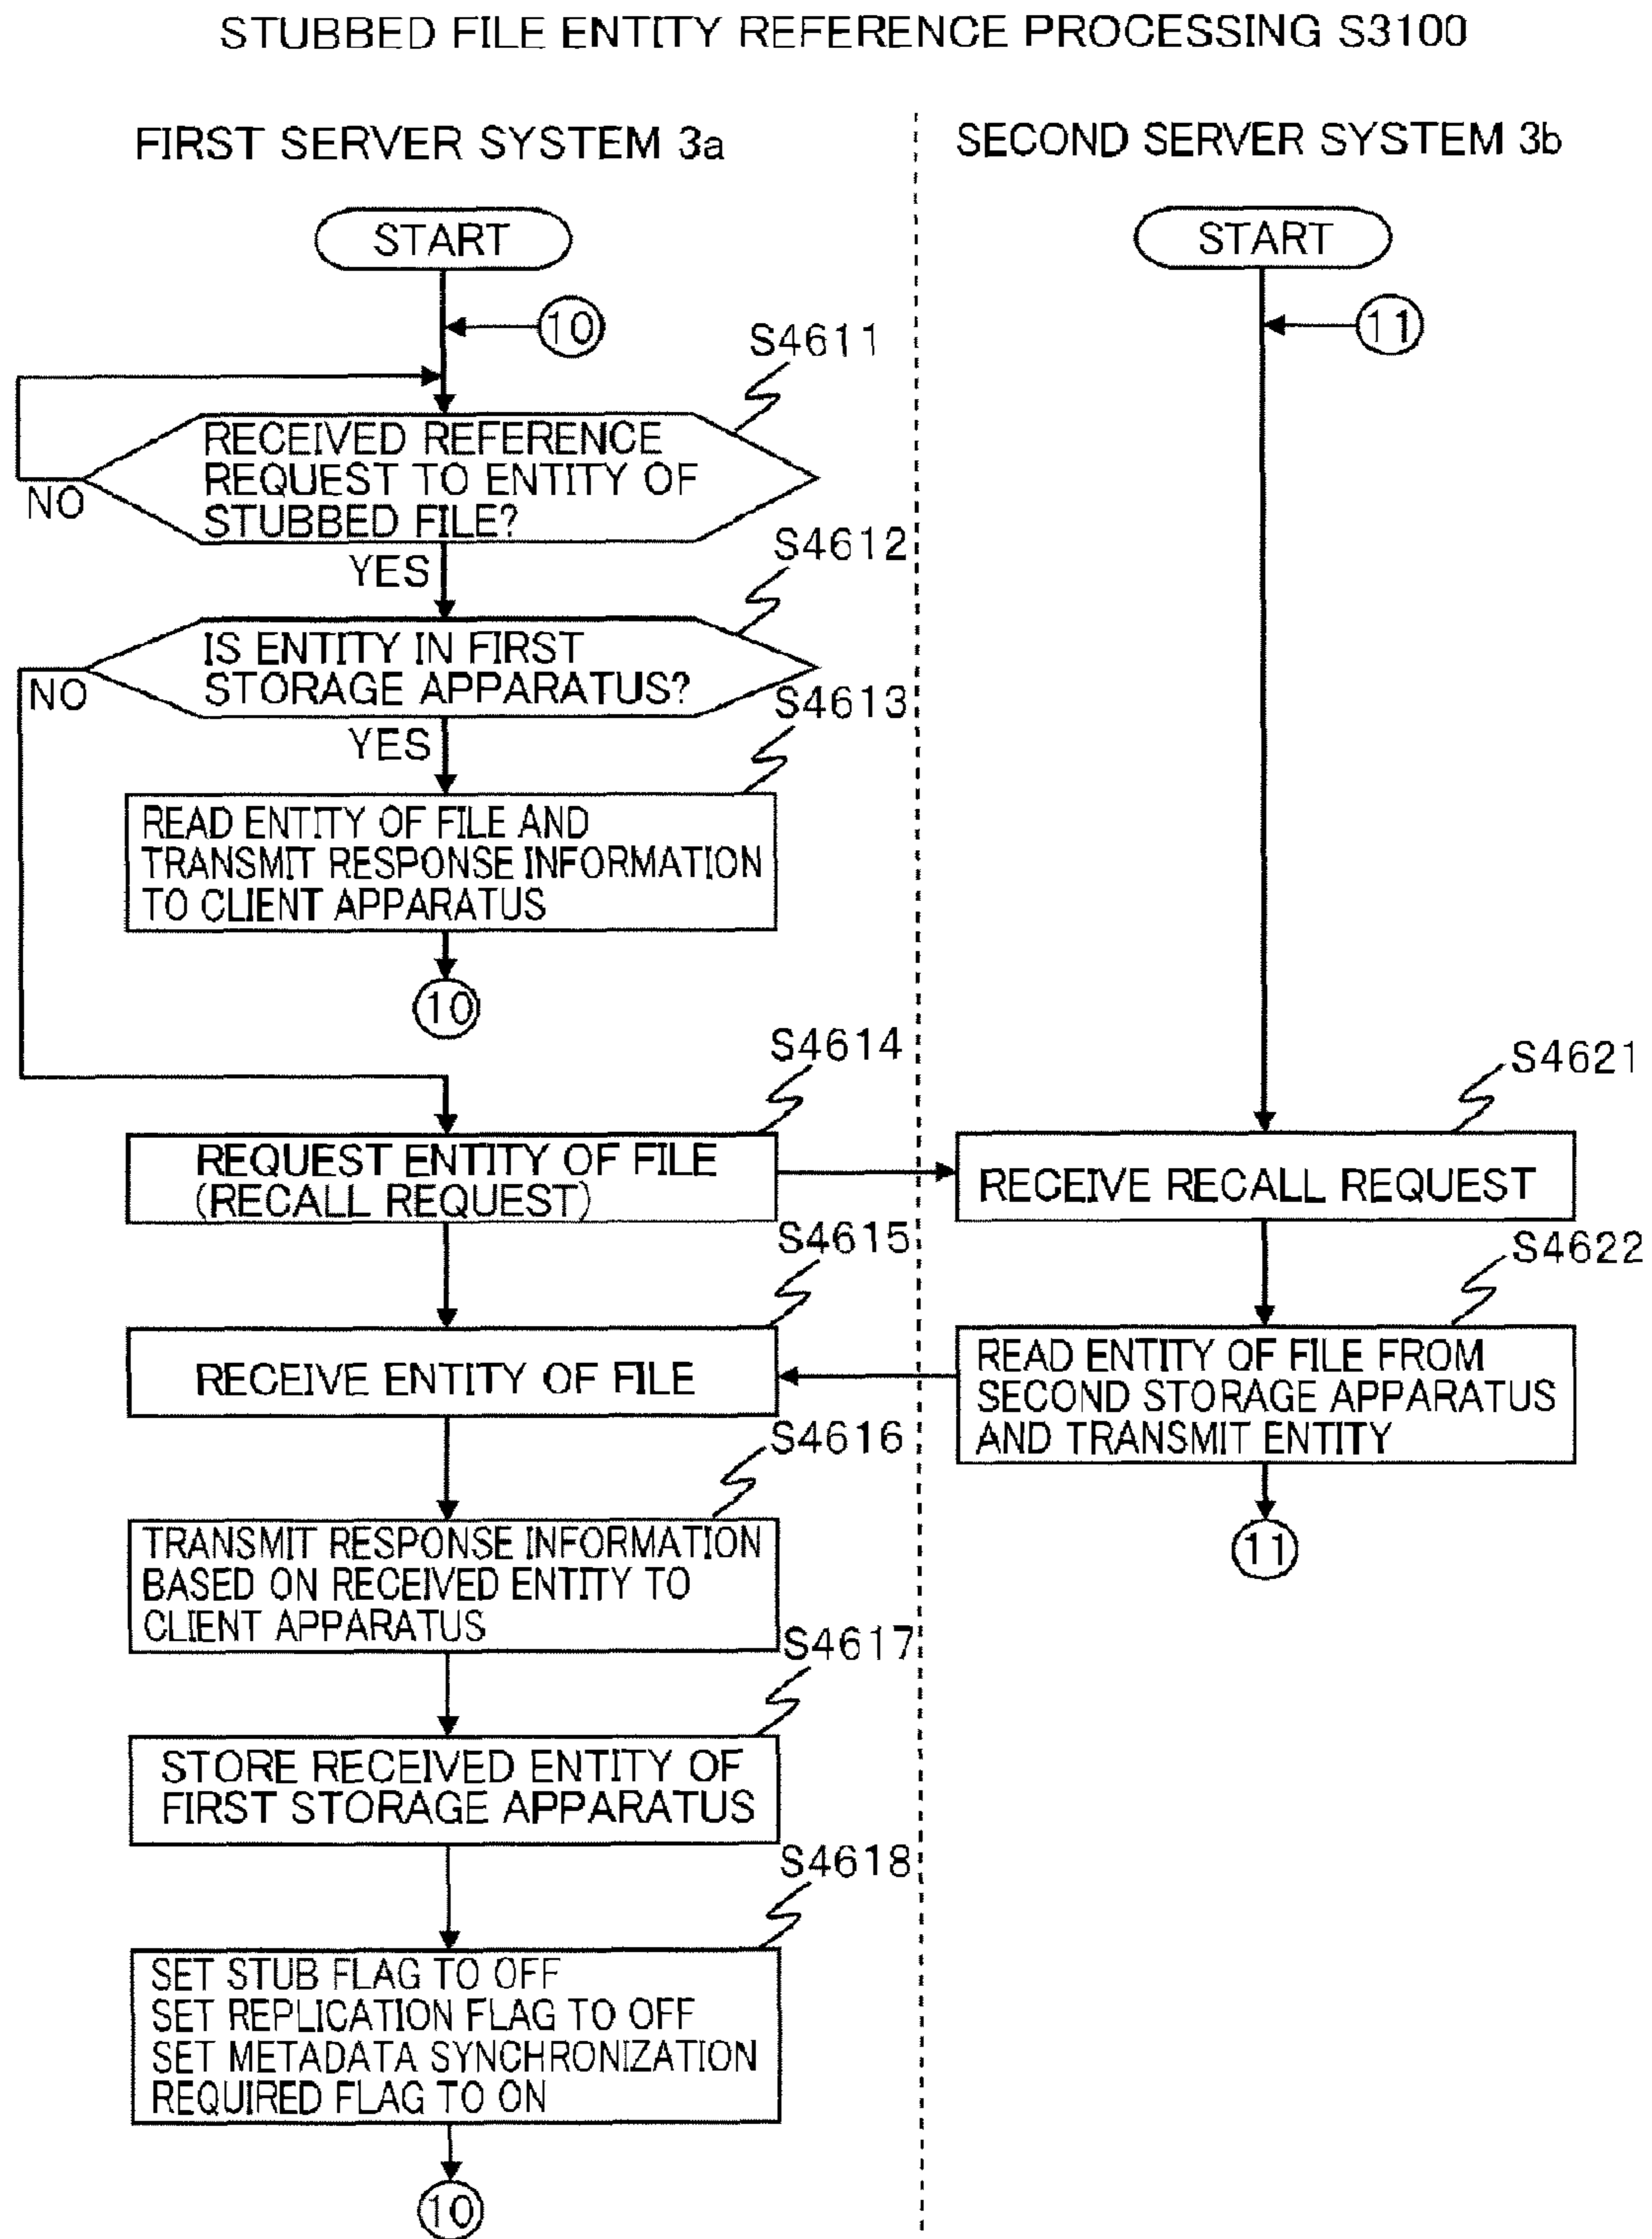 STUBBED FILE ENTITY REFERENCE PROCESSING S3100
FIRST SERVER SYSTEM 3a
SECOND SERVER SYSTEM 3b
START
START
10
11
S4611
RECEIVED REFERENCE
REQUEST TO ENTITY OF
STUBBED FILE?
NO
YES
S4612
IS ENTITY IN FIRST
STORAGE APPARATUS?
NO
YES
S4613
READ ENTITY OF FILE AND
TRANSMIT RESPONSE INFORMATION
TO CLIENT APPARATUS
10
S4614
REQUEST ENTITY OF FILE
(RECALL REQUEST)
S4621
RECEIVE RECALL REQUEST
S4615
RECEIVE ENTITY OF FILE
S4622
READ ENTITY OF FILE FROM
SECOND STORAGE APPARATUS
AND TRANSMIT ENTITY
11
S4616
TRANSMIT RESPONSE INFORMATION
BASED ON RECEIVED ENTITY TO
CLIENT APPARATUS
S4617
STORE RECEIVED ENTITY OF
FIRST STORAGE APPARATUS
S4618
SET STUB FLAG TO OFF
SET REPLICATION FLAG TO OFF
SET METADATA SYNCHRONIZATION
REQUIRED FLAG TO ON
10